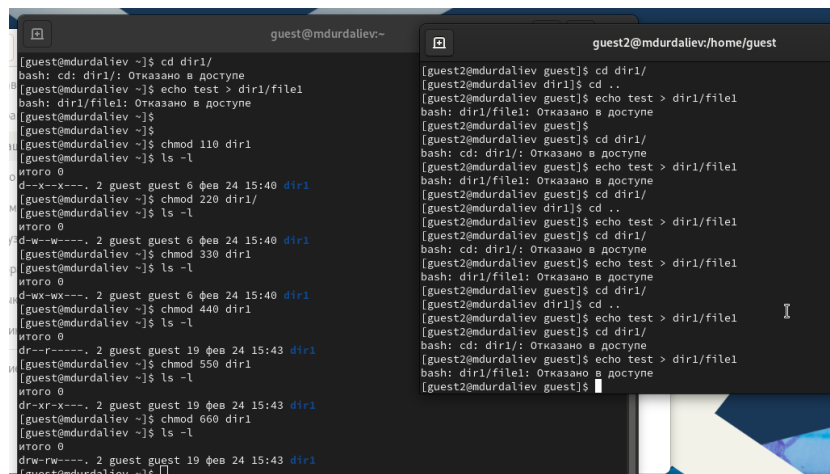 guest@mdurdaliev:~
[guest@mdurdaliev ~]$ cd dir1/
bash: cd: dir1/: Отказано в доступе
[guest@mdurdaliev ~]$ echo test > dir1/file1
bash: dir1/file1: Отказано в доступе
[guest@mdurdaliev ~]$
[guest@mdurdaliev ~]$
[guest@mdurdaliev ~]$ chmod 110 dir1
[guest@mdurdaliev ~]$ ls -l
итого 0
d--x--x---. 2 guest guest 6 фев 24 15:40 dir1
[guest@mdurdaliev ~]$ chmod 220 dir1/
[guest@mdurdaliev ~]$ ls -l
итого 0
d-w--w----. 2 guest guest 6 фев 24 15:40 dir1
[guest@mdurdaliev ~]$ chmod 330 dir1
[guest@mdurdaliev ~]$ ls -l
итого 0
d-wx-wx---. 2 guest guest 6 фев 24 15:40 dir1
[guest@mdurdaliev ~]$ chmod 440 dir1
[guest@mdurdaliev ~]$ ls -l
итого 0
dr--r-----. 2 guest guest 19 фев 24 15:43 dir1
[guest@mdurdaliev ~]$ chmod 550 dir1
[guest@mdurdaliev ~]$ ls -l
итого 0
dr-xr-x---. 2 guest guest 19 фев 24 15:43 dir1
[guest@mdurdaliev ~]$ chmod 660 dir1
[guest@mdurdaliev ~]$ ls -l
итого 0
drw-rw----. 2 guest guest 19 фев 24 15:43 dir1
[guest@mdurdaliev ~]$
guest2@mdurdaliev:/home/guest
[guest2@mdurdaliev guest]$ cd dir1/
[guest2@mdurdaliev dir1]$ cd ..
[guest2@mdurdaliev guest]$ echo test > dir1/file1
bash: dir1/file1: Отказано в доступе
[guest2@mdurdaliev guest]$
[guest2@mdurdaliev guest]$ cd dir1/
bash: cd: dir1/: Отказано в доступе
[guest2@mdurdaliev guest]$ echo test > dir1/file1
bash: dir1/file1: Отказано в доступе
[guest2@mdurdaliev guest]$ cd dir1/
[guest2@mdurdaliev dir1]$ cd ..
[guest2@mdurdaliev guest]$ echo test > dir1/file1
[guest2@mdurdaliev guest]$ cd dir1/
bash: cd: dir1/: Отказано в доступе
[guest2@mdurdaliev guest]$ echo test > dir1/file1
bash: dir1/file1: Отказано в доступе
[guest2@mdurdaliev guest]$ cd dir1/
[guest2@mdurdaliev dir1]$ cd ..
[guest2@mdurdaliev guest]$ echo test > dir1/file1
[guest2@mdurdaliev guest]$ cd dir1/
bash: cd: dir1/: Отказано в доступе
[guest2@mdurdaliev guest]$ echo test > dir1/file1
bash: dir1/file1: Отказано в доступе
[guest2@mdurdaliev guest]$